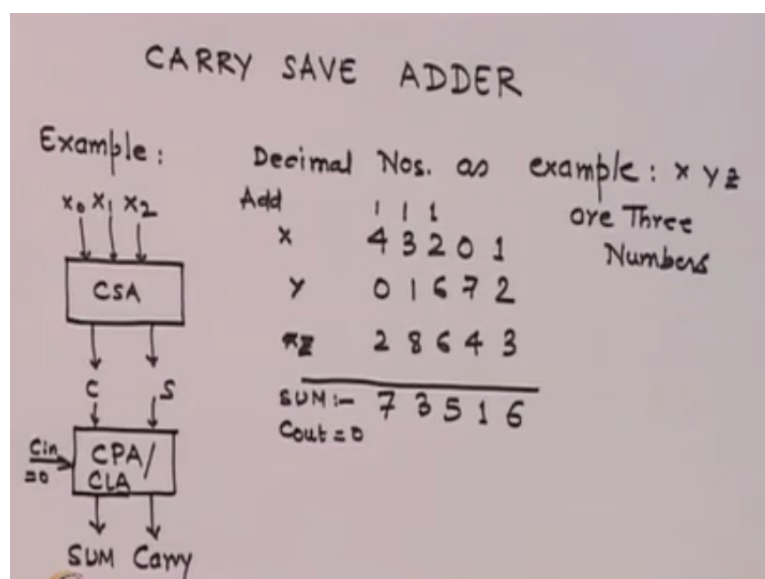 CARRY SAVE ADDER
Example:
X0 X1 X2
CSA
C S
Cin
=0
CPA/
CLA
SUM Carry
Decimal Nos. as example: X Y Z
are Three
Numbers
Add 1 1 1
X 4 3 2 0 1
Y 0 1 6 7 2
Z 2 8 6 4 3
SUM:- 7 3 5 1 6
Cout = 0